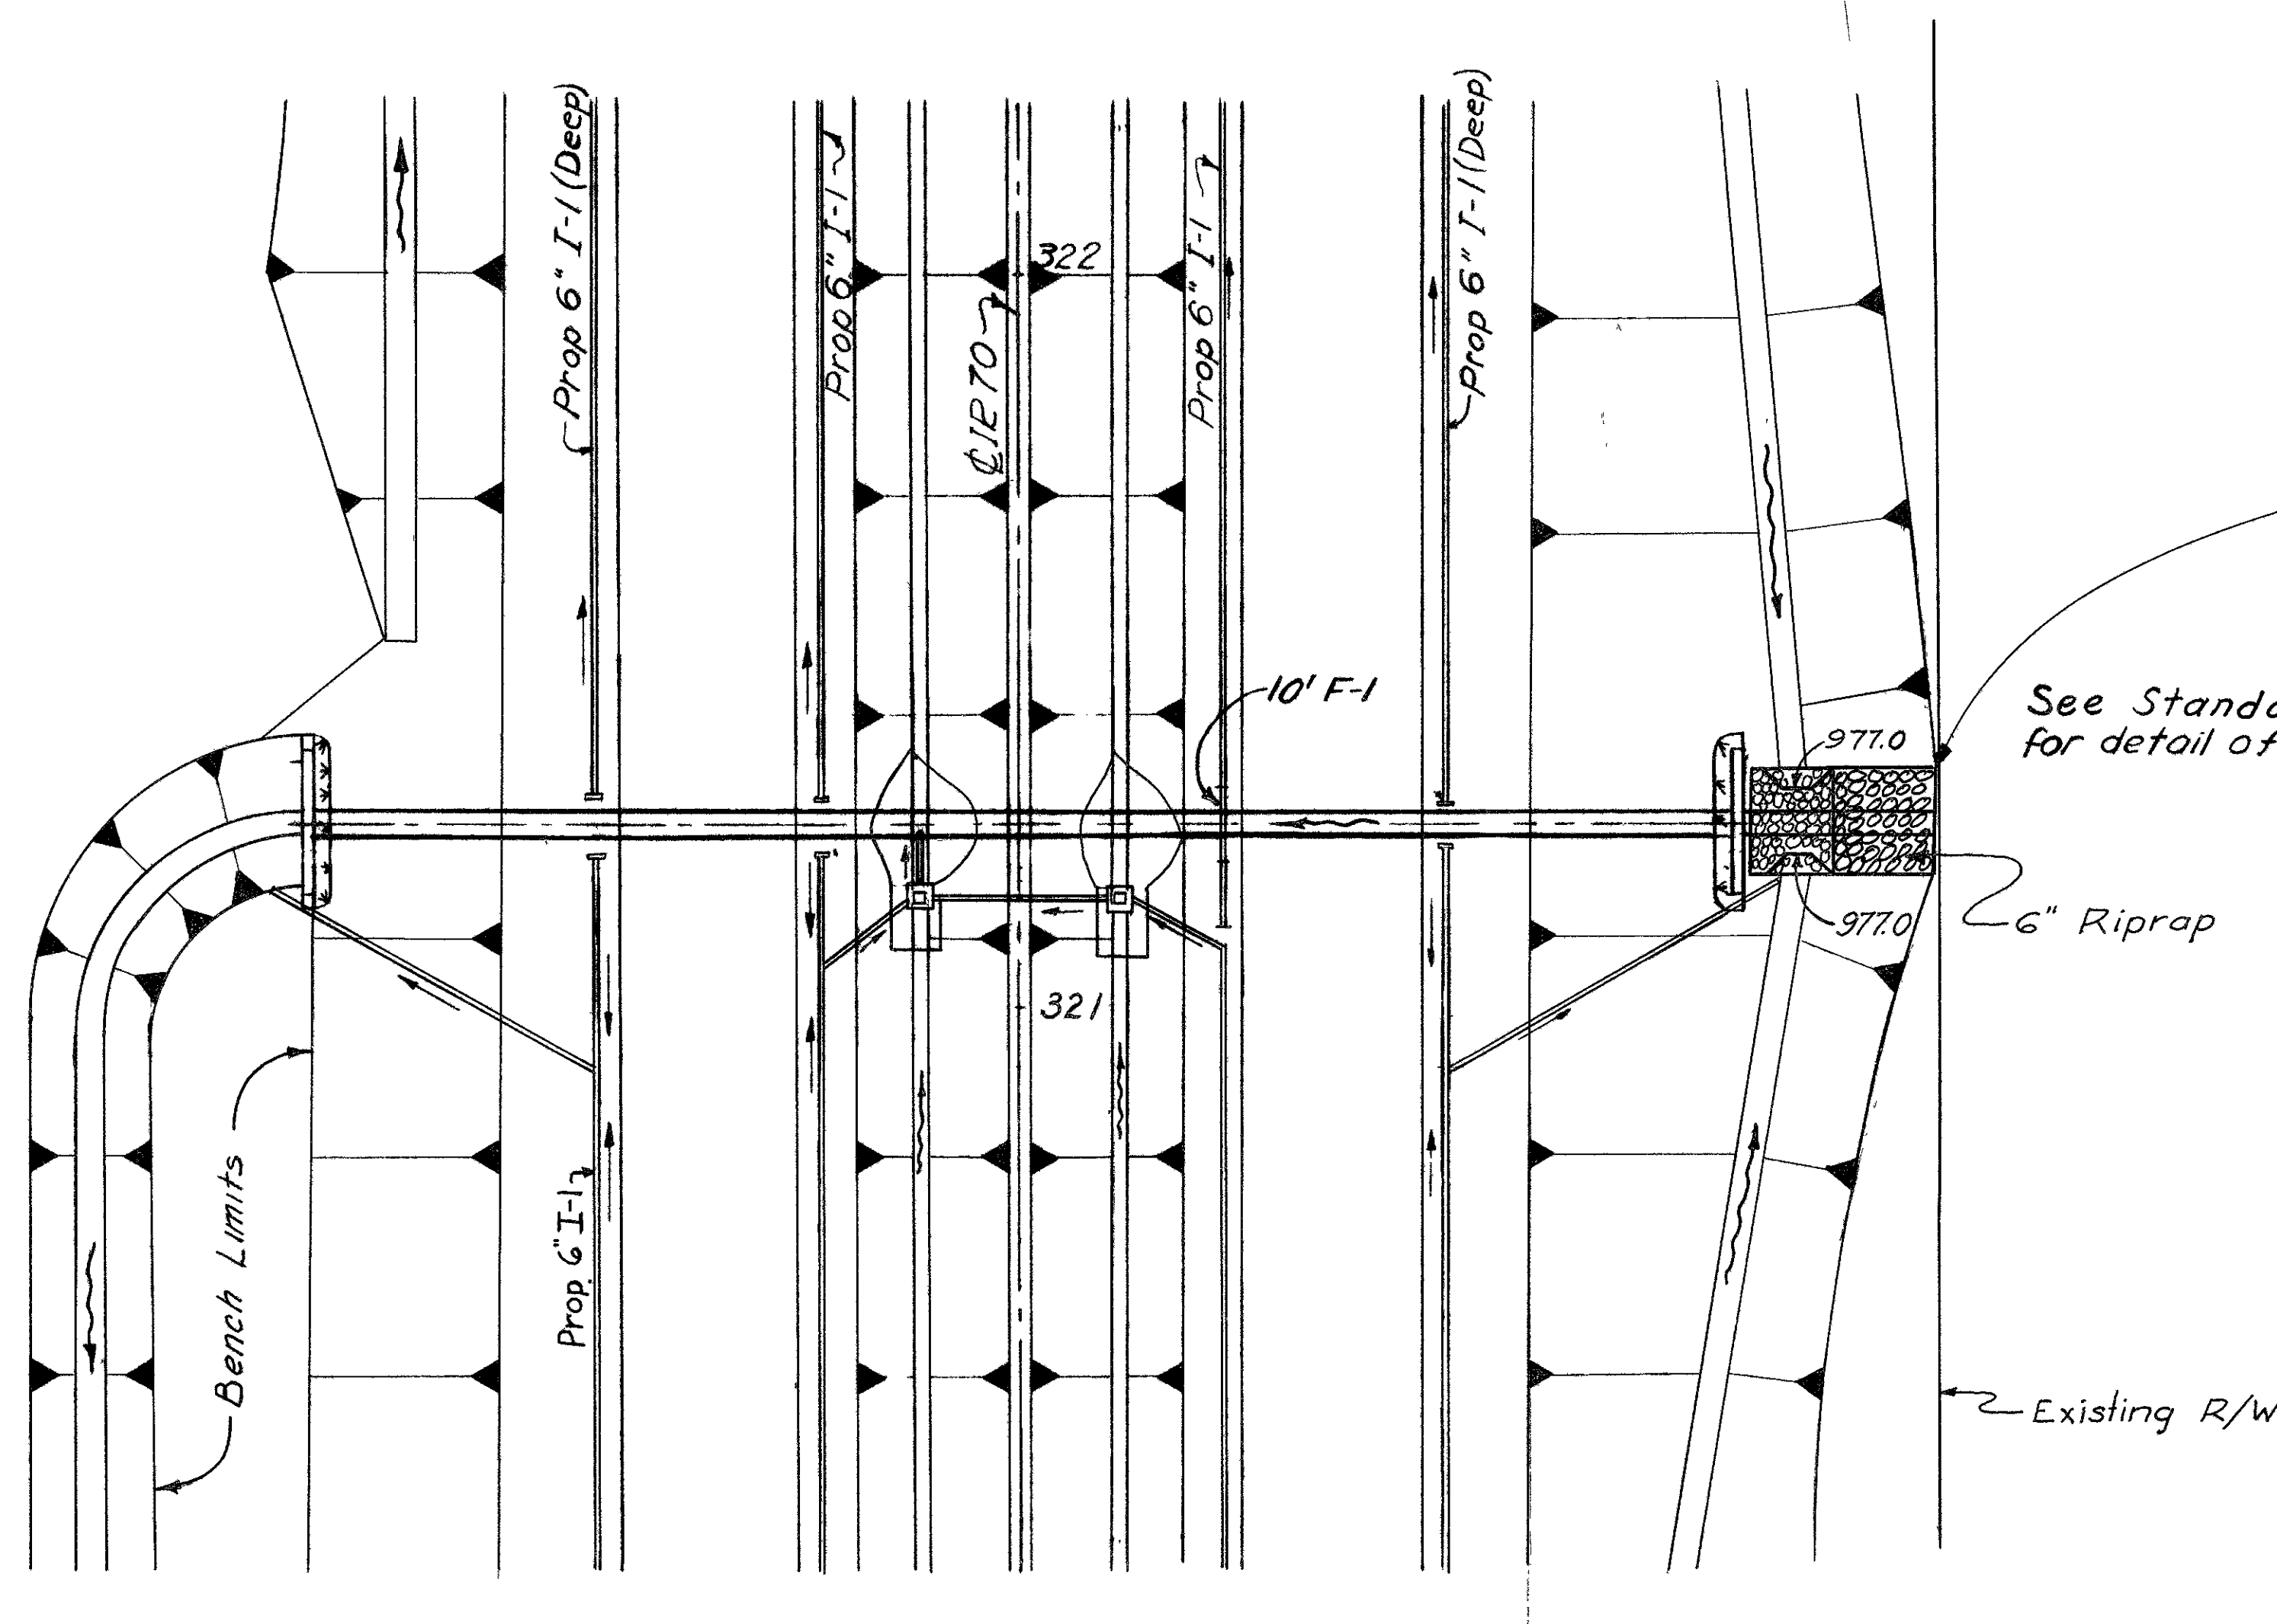 Prop 6" I-1 (Deep)
Prop 6" I-1
℄ IR 70
322
Prop 6" I-1
Prop 6" I-1 (Deep)
10' F-1
See Standa
for detail of
977.0
977.0
6" Riprap
321
Bench Limits
Prop. 6" I-1
Existing R/W